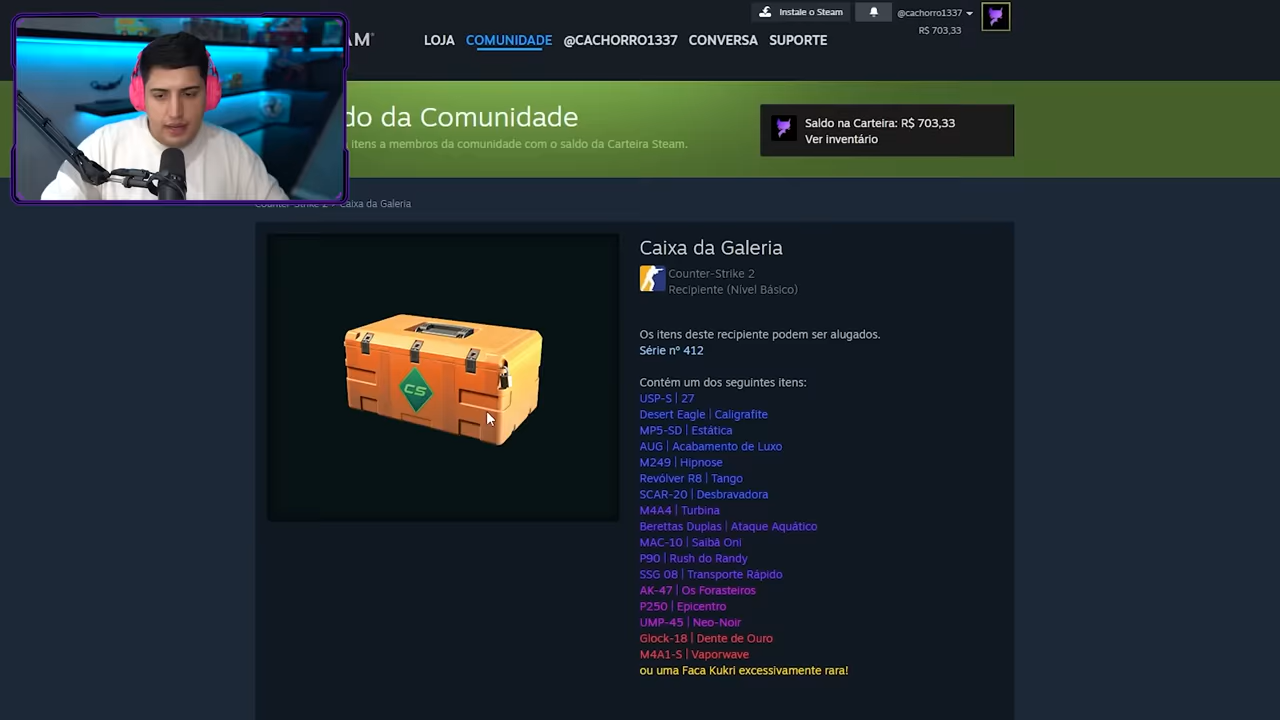 Instale o Steam
@cachorro1337
R$ 703,33
AM
LOJA COMUNIDADE @CACHORRO1337 CONVERSA SUPORTE
do da Comunidade
itens a membros da comunidade com o saldo da Carteira Steam.
Saldo na Carteira: R$ 703,33
Ver inventário
Counter-Strike 2 > Caixa da Galeria
Caixa da Galeria
Counter-Strike 2
Recipiente (Nível Básico)
Os itens deste recipiente podem ser alugados.
Série nº 412
CS
Contém um dos seguintes itens:
USP-S | 27
Desert Eagle | Caligrafite
MP5-SD | Estática
AUG | Acabamento de Luxo
M249 | Hipnose
Revólver R8 | Tango
SCAR-20 | Desbravadora
M4A4 | Turbina
Berettas Duplas | Ataque Aquático
MAC-10 | Saibā Oni
P90 | Rush do Randy
SSG 08 | Transporte Rápido
AK-47 | Os Forasteiros
P250 | Epicentro
UMP-45 | Neo-Noir
Glock-18 | Dente de Ouro
M4A1-S | Vaporwave
ou uma Faca Kukri excessivamente rara!